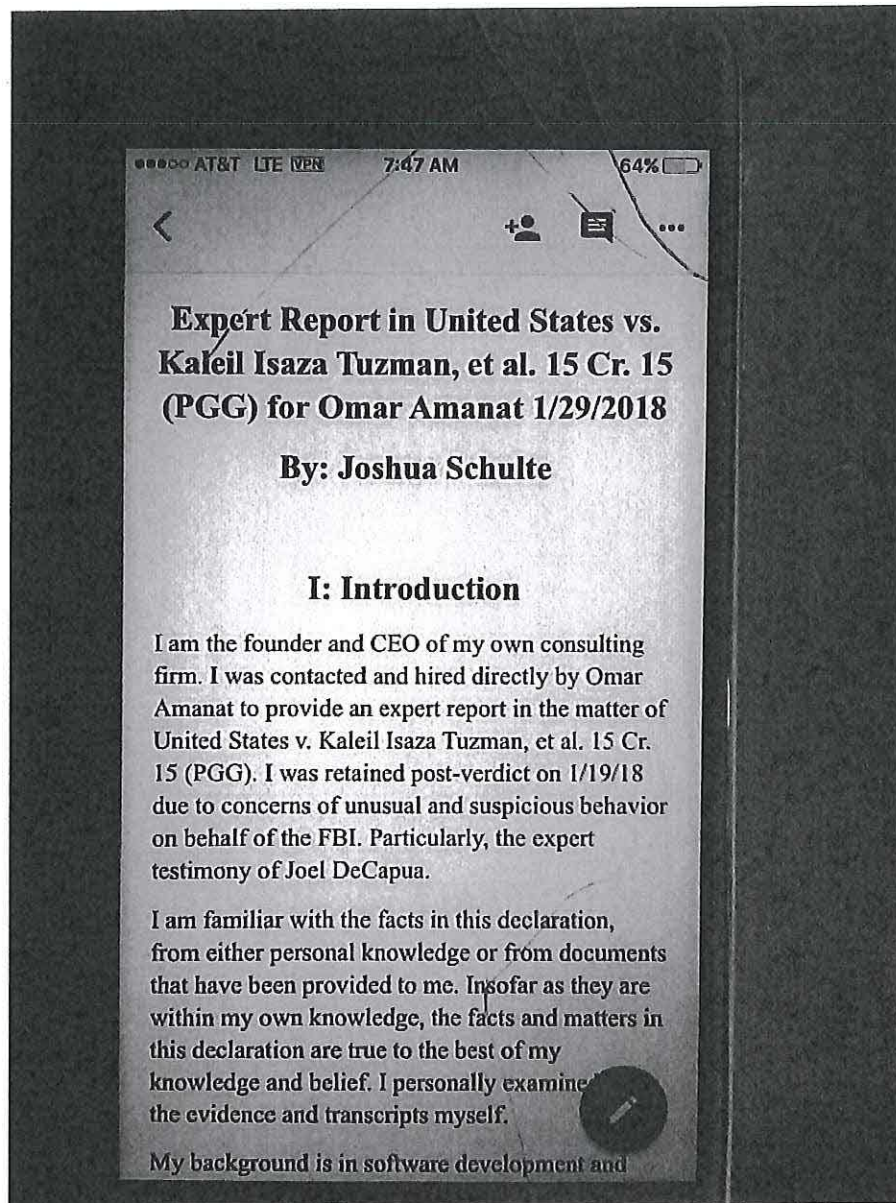 AT&T LTE VPN 7:47 AM 64%
Expert Report in United States vs.
Kaleil Isaza Tuzman, et al. 15 Cr. 15
(PGG) for Omar Amanat 1/29/2018
By: Joshua Schulte
I: Introduction
I am the founder and CEO of my own consulting
firm. I was contacted and hired directly by Omar
Amanat to provide an expert report in the matter of
United States v. Kaleil Isaza Tuzman, et al. 15 Cr.
15 (PGG). I was retained post-verdict on 1/19/18
due to concerns of unusual and suspicious behavior
on behalf of the FBI. Particularly, the expert
testimony of Joel DeCapua.
I am familiar with the facts in this declaration,
from either personal knowledge or from documents
that have been provided to me. Insofar as they are
within my own knowledge, the facts and matters in
this declaration are true to the best of my
knowledge and belief. I personally examine
the evidence and transcripts myself.
My background is in software development and